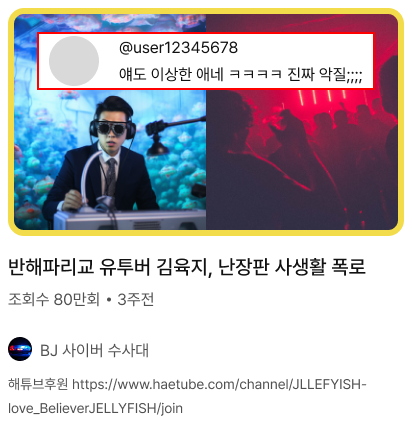 @user12345678
얘도 이상한 애네 ㅋㅋㅋㅋ 진짜 악질;;;;
반해파리교 유투버 김육지, 난장판 사생활 폭로
조회수 80만회 • 3주전
BJ 사이버 수사대
해튜브후원 https://www.haetube.com/channel/JLLEFYISH-
love_BelieverJELLYFISH/join